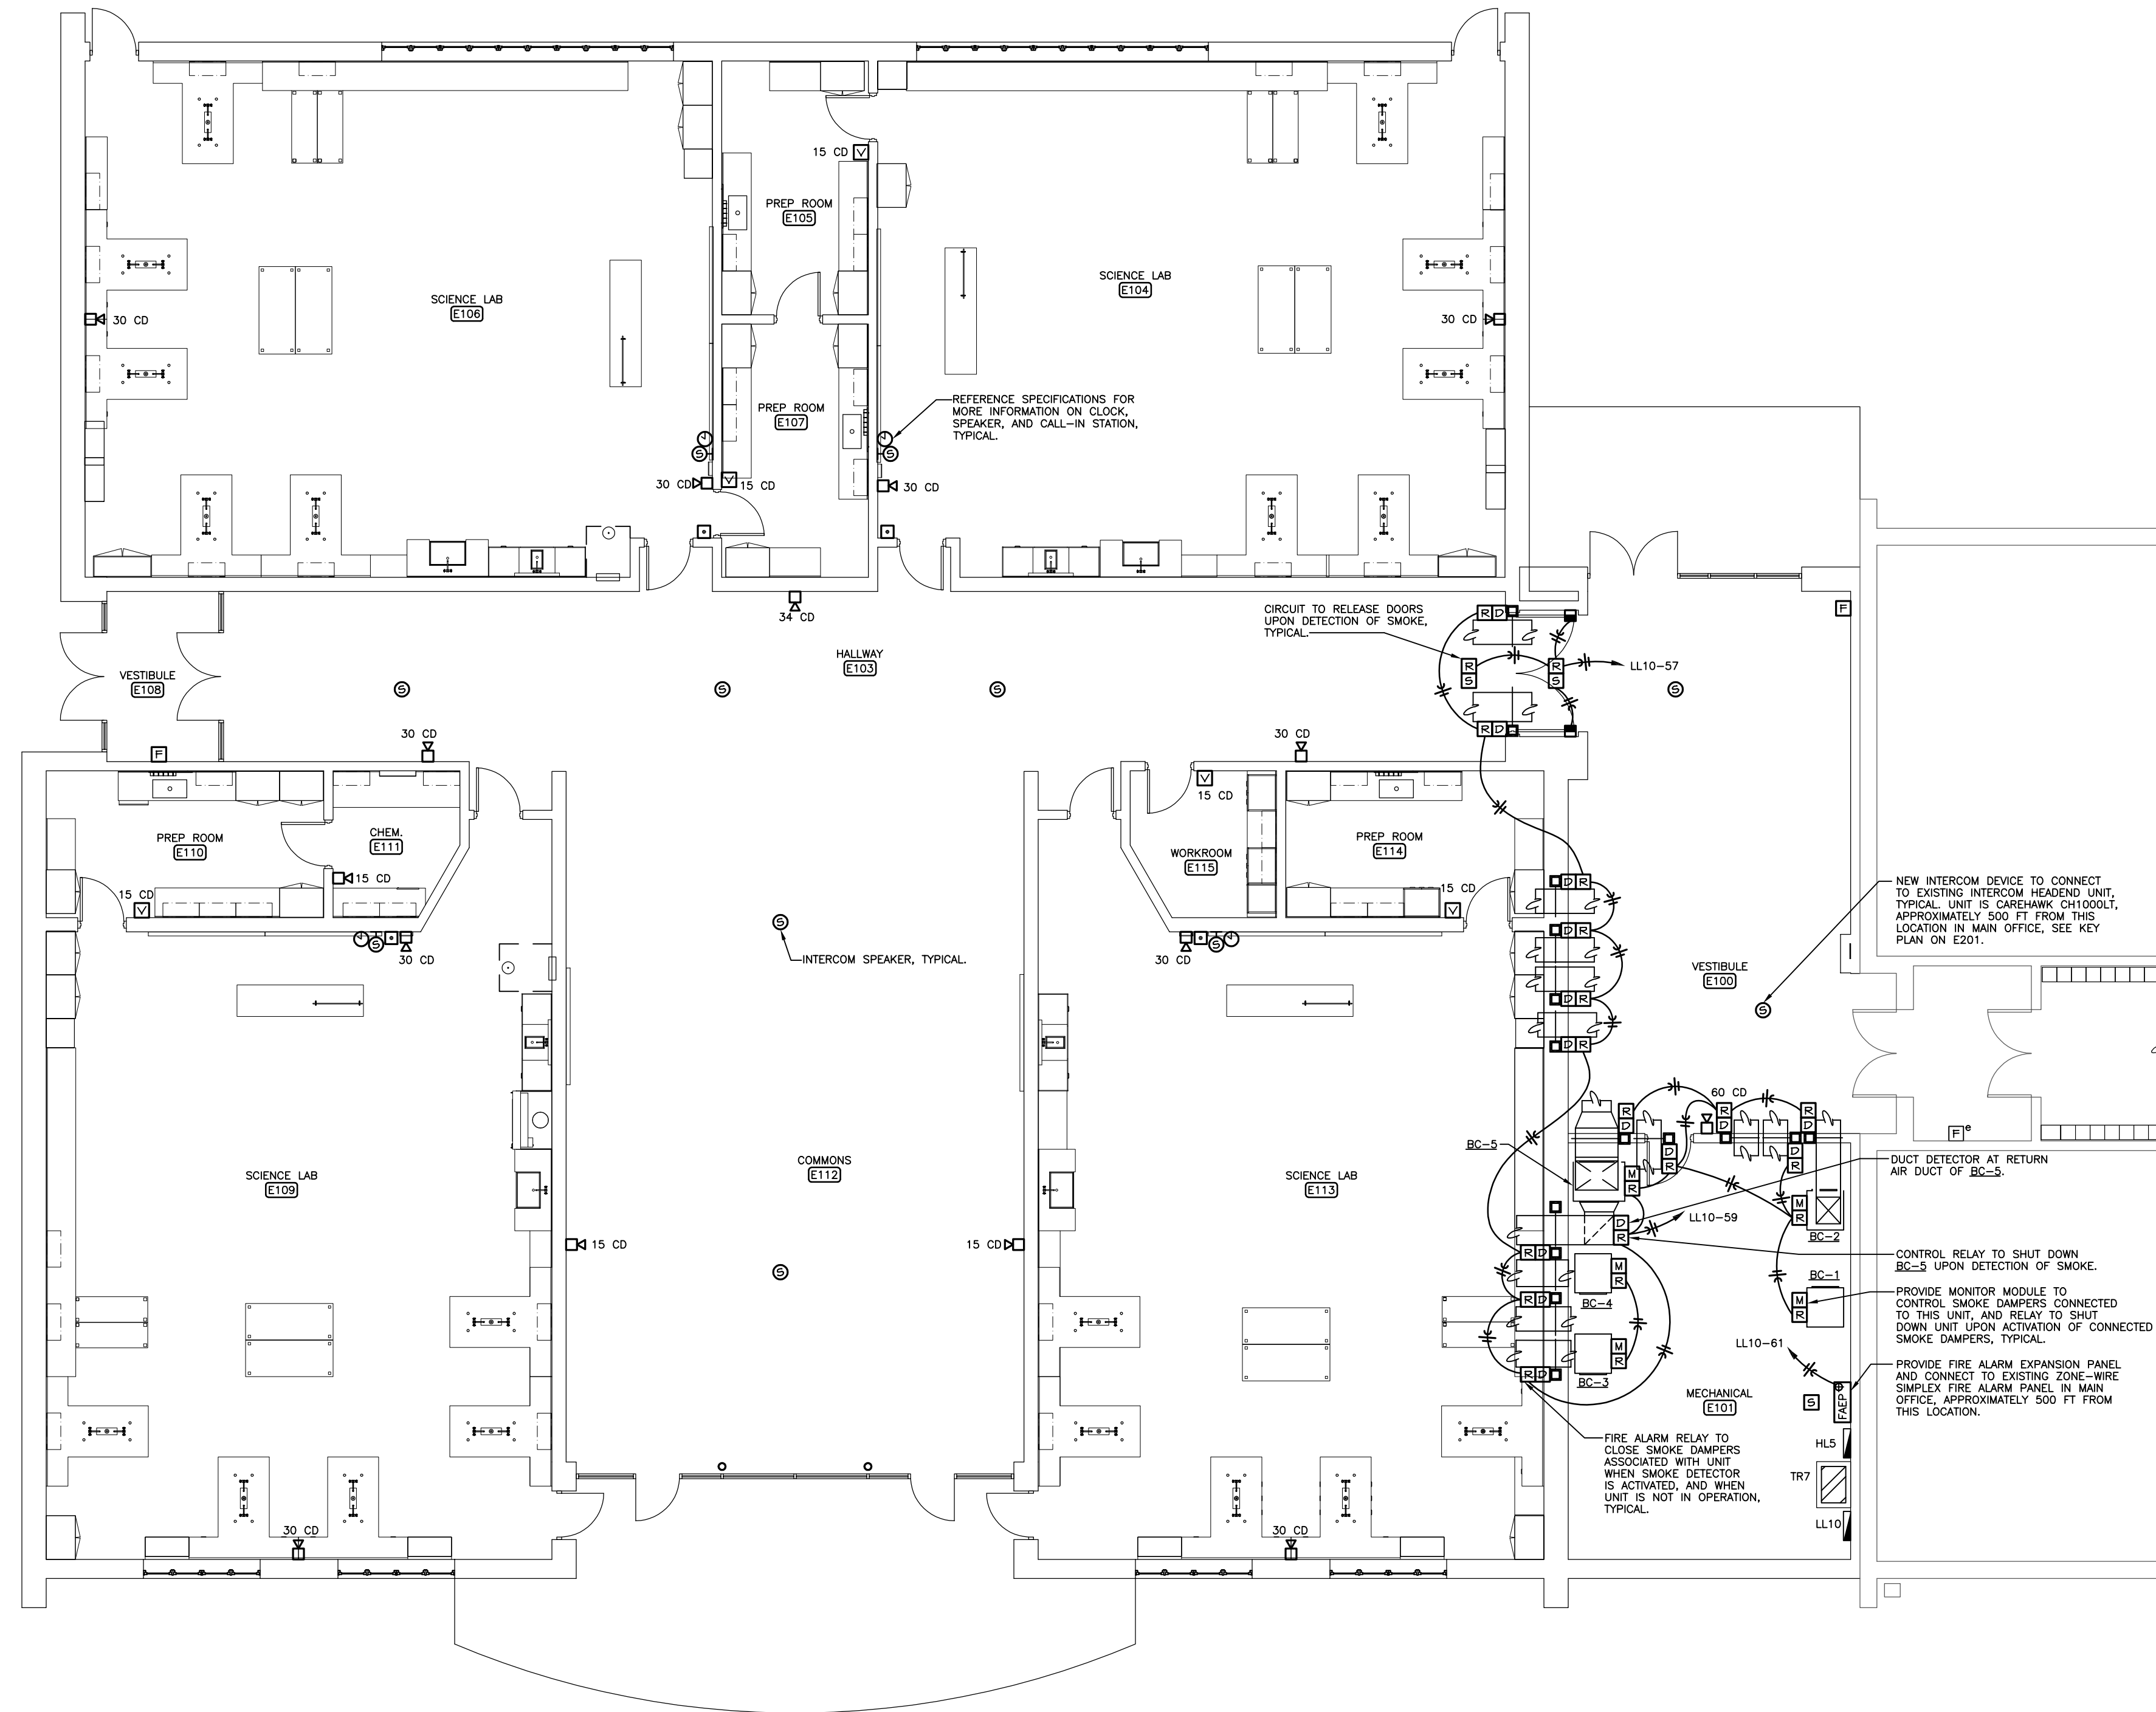 15 CD V
PREP ROOM
E105
SCIENCE LAB
E106
SCIENCE LAB
E104
30 CD
30 CD
PREP ROOM
E107
REFERENCE SPECIFICATIONS FOR
MORE INFORMATION ON CLOCK,
SPEAKER, AND CALL-IN STATION,
TYPICAL.
S
S
30 CD
V 15 CD
30 CD
34 CD
CIRCUIT TO RELEASE DOORS
UPON DETECTION OF SMOKE,
TYPICAL.
R D
F
HALLWAY
E103
R
S
R
S
LL10-57
VESTIBULE
E108
S
S
S
S
R D
F
30 CD
30 CD
V
15 CD
PREP ROOM
E110
CHEM.
E111
WORKROOM
E115
PREP ROOM
E114
15 CD
15 CD
V
15 CD
V
D R
D R
D R
D R
NEW INTERCOM DEVICE TO CONNECT
TO EXISTING INTERCOM HEADEND UNIT,
TYPICAL. UNIT IS CAREHAWK CH1000LT,
APPROXIMATELY 500 FT FROM THIS
LOCATION IN MAIN OFFICE, SEE KEY
PLAN ON E201.
S
S
30 CD
INTERCOM SPEAKER, TYPICAL.
S
30 CD
VESTIBULE
E100
S
60 CD
R
D
R
D
R
D
F e
BC-5
D
R
D
R
M
R
DUCT DETECTOR AT RETURN
AIR DUCT OF BC-5.
SCIENCE LAB
E109
COMMONS
E112
SCIENCE LAB
E113
D
R
LL10-59
M
R
BC-2
15 CD
15 CD
S
R D
M
R
BC-4
CONTROL RELAY TO SHUT DOWN
BC-5 UPON DETECTION OF SMOKE.
BC-1
M
R
PROVIDE MONITOR MODULE TO
CONTROL SMOKE DAMPERS CONNECTED
TO THIS UNIT, AND RELAY TO SHUT
DOWN UNIT UPON ACTIVATION OF CONNECTED
SMOKE DAMPERS, TYPICAL.
R D
M
R
BC-3
R D
LL10-61
PROVIDE FIRE ALARM EXPANSION PANEL
AND CONNECT TO EXISTING ZONE-WIRE
SIMPLEX FIRE ALARM PANEL IN MAIN
OFFICE, APPROXIMATELY 500 FT FROM
THIS LOCATION.
MECHANICAL
E101
S
FAEP
FIRE ALARM RELAY TO
CLOSE SMOKE DAMPERS
ASSOCIATED WITH UNIT
WHEN SMOKE DETECTOR
IS ACTIVATED, AND WHEN
UNIT IS NOT IN OPERATION,
TYPICAL.
HL5
TR7
LL10
30 CD
30 CD